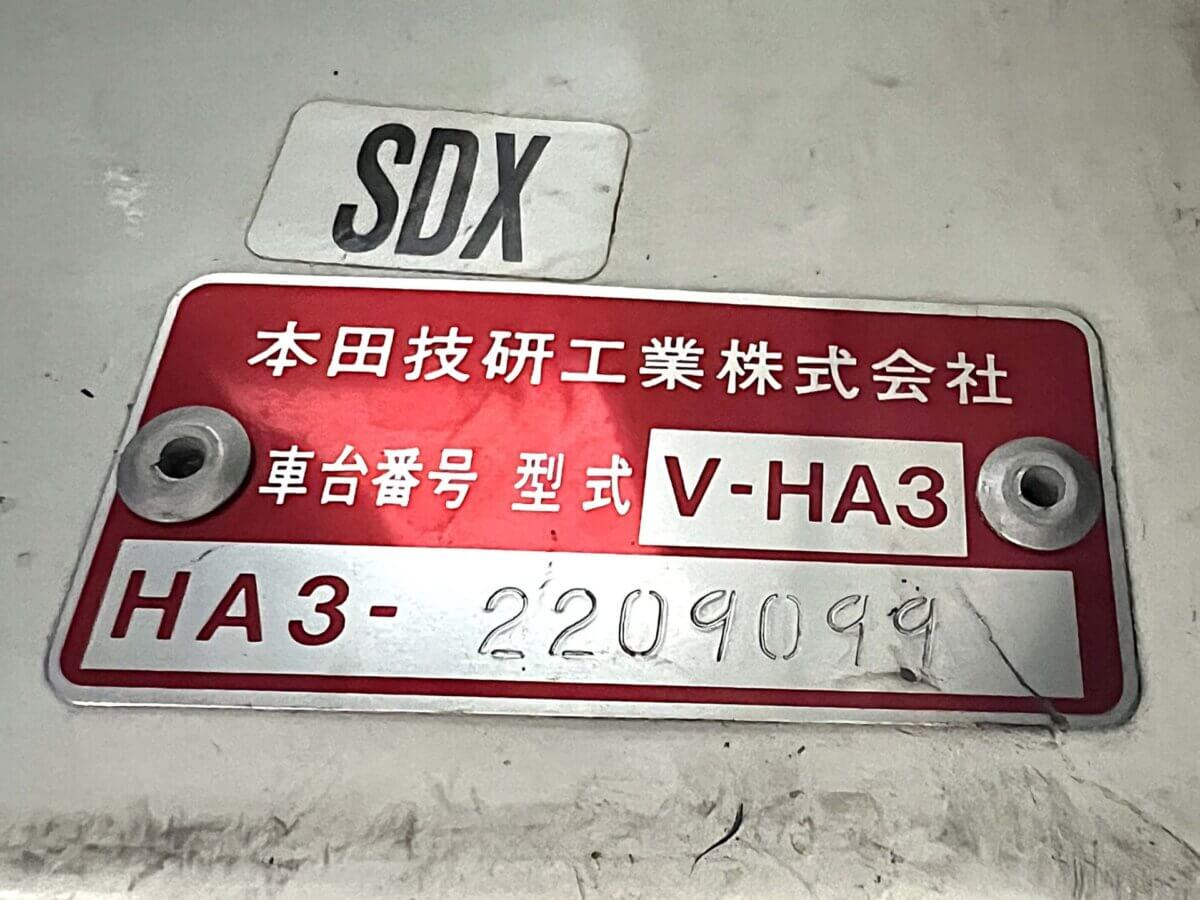 SDX
本田技研工業株式会社
車台番号 型式 V-HA3
HA3- 2209099